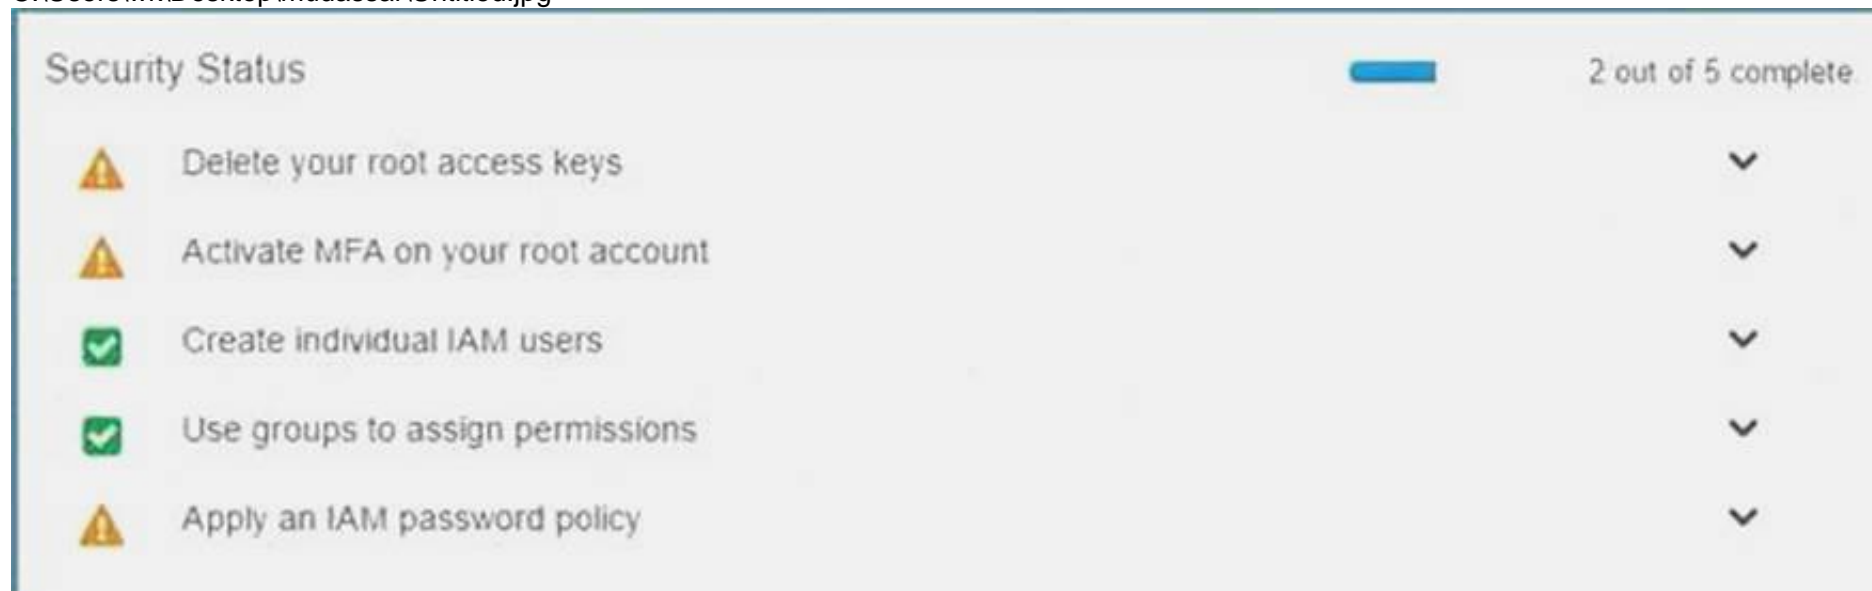 Security Status
2 out of 5 complete
Delete your root access keys
Activate MFA on your root account
Create individual IAM users
Use groups to assign permissions
Apply an IAM password policy